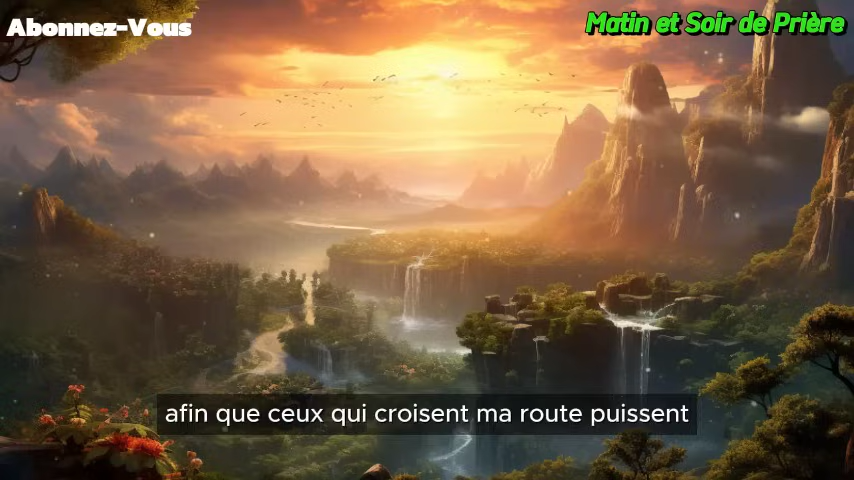 Abonnez-Vous
Matin et Soir de Prière
afin que ceux qui croisent ma route puissent